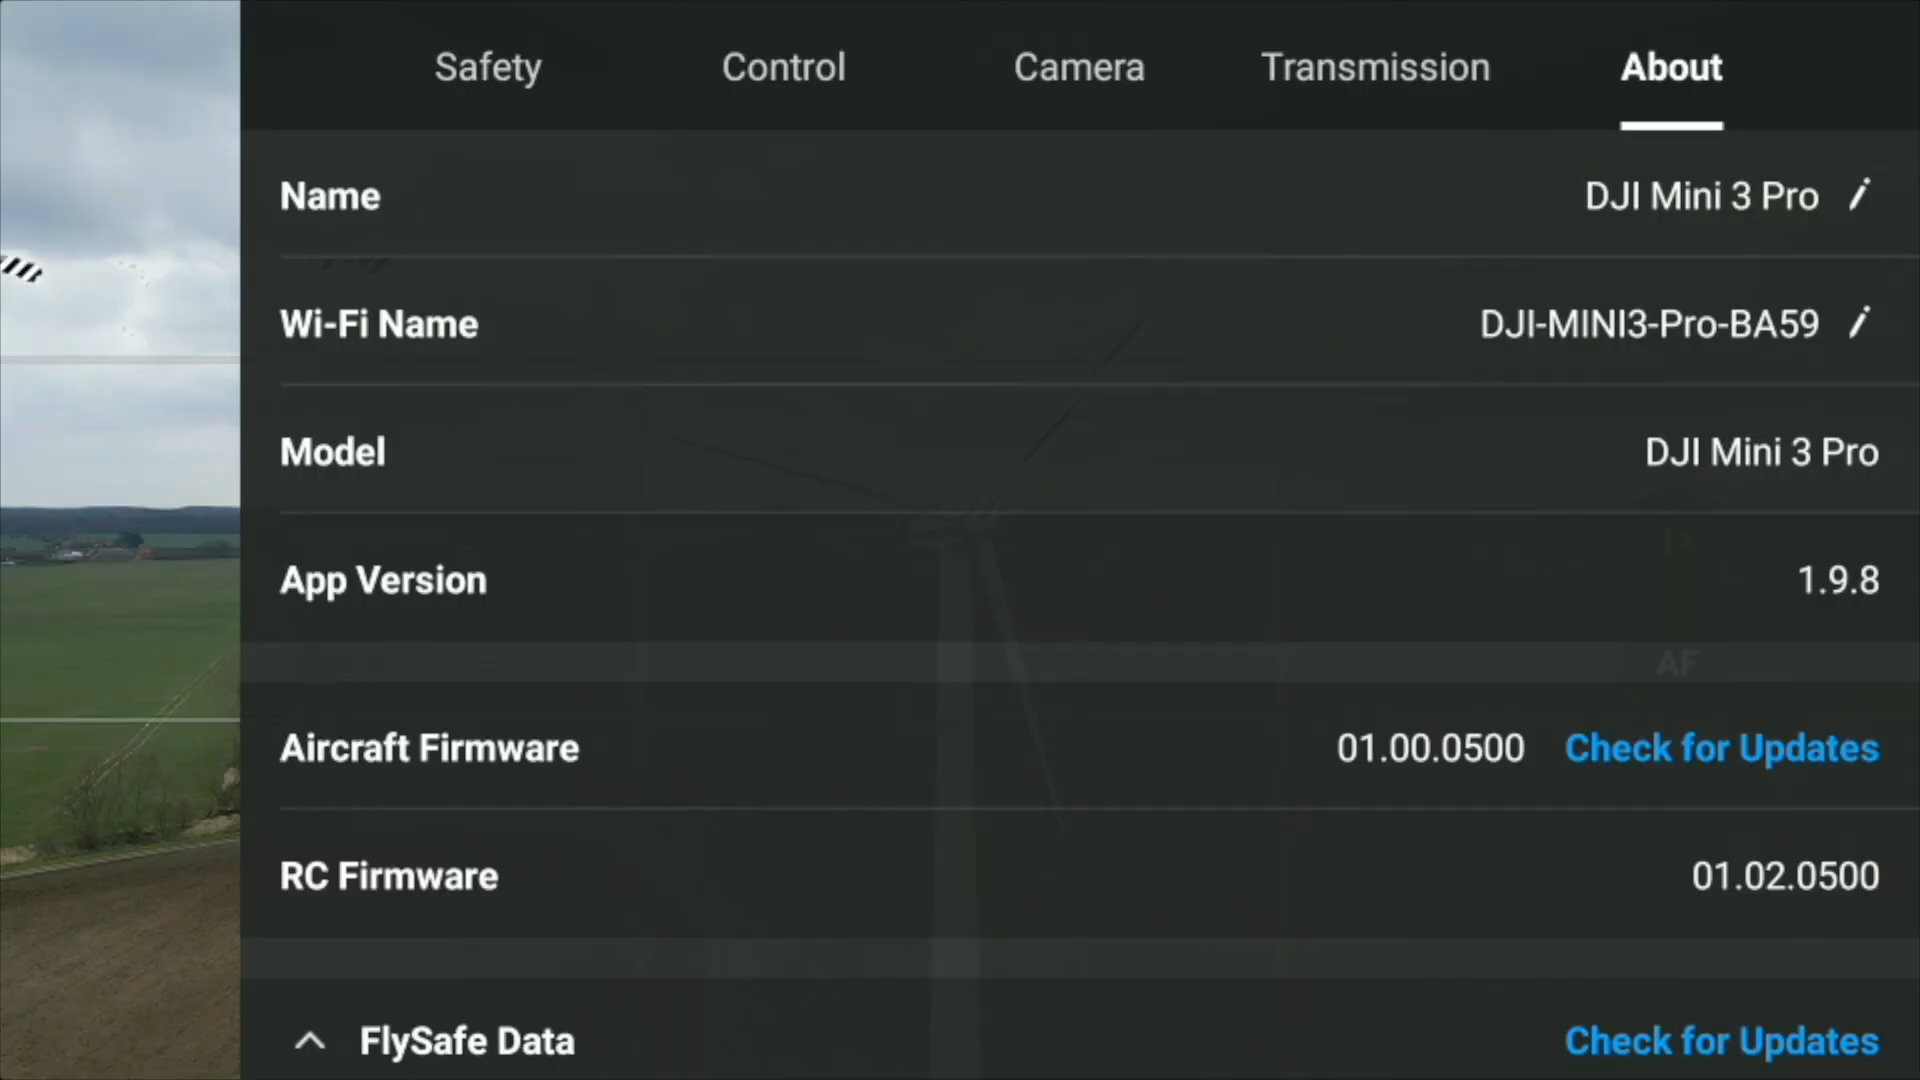 Safety Control Camera Transmission About
Name DJI Mini 3 Pro
Wi-Fi Name DJI-MINI3-Pro-BA59
Model DJI Mini 3 Pro
App Version 1.9.8
AF
Aircraft Firmware 01.00.0500 Check for Updates
RC Firmware 01.02.0500
FlySafe Data Check for Updates